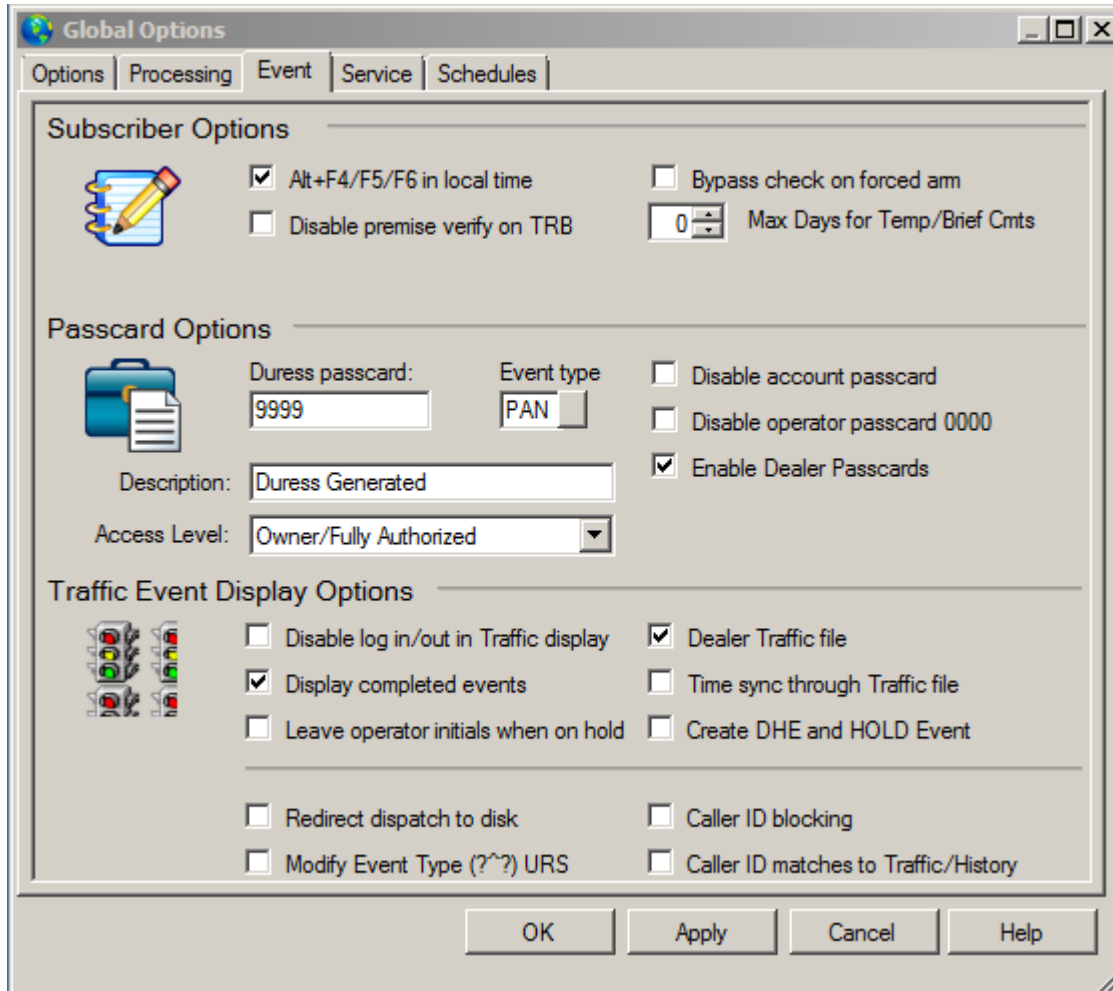 Global Options
Options Processing Event Service Schedules
Subscriber Options
Alt+F4/F5/F6 in local time Bypass check on forced arm
Disable premise verify on TRB 0 Max Days for Temp/Brief Cmts
Passcard Options
Duress passcard: Event type Disable account passcard
9999 PAN Disable operator passcard 0000
Enable Dealer Passcards
Description: Duress Generated
Access Level: Owner/Fully Authorized
Traffic Event Display Options
Disable log in/out in Traffic display Dealer Traffic file
Display completed events Time sync through Traffic file
Leave operator initials when on hold Create DHE and HOLD Event
Redirect dispatch to disk Caller ID blocking
Modify Event Type (?^?) URS Caller ID matches to Traffic/History
OK Apply Cancel Help